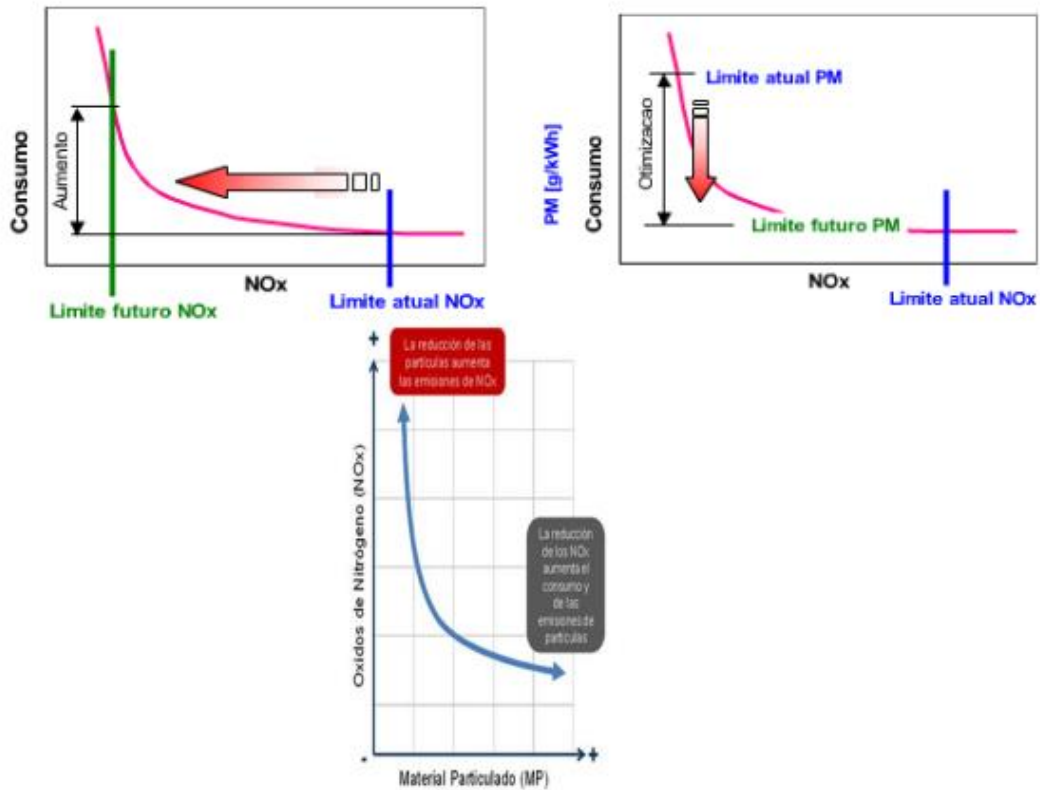 Consumo
Aumento
NOx
Limite futuro NOx
Limite atual NOx
PM [g/kWh]
Consumo
Otimizacao
Limite atual PM
Limite futuro PM
NOx
Limite atual NOx
+
La reducción de las
partículas aumenta
las emisiones de NOx
Oxidos de Nitrógeno (NOx)
La reducción
de los NOx
aumenta el
consumo y
de las
emisiones de
partículas
-
+
Material Particulado (MP)